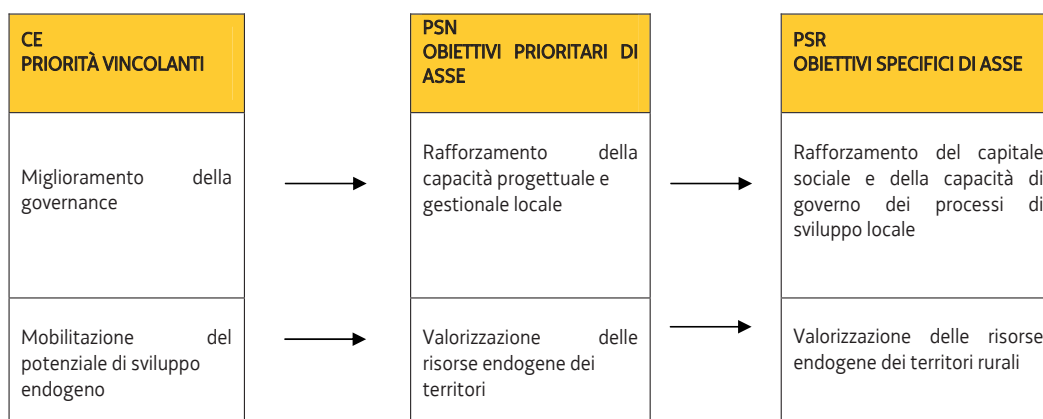 CE
PRIORITÀ VINCOLANTI
PSN
OBIETTIVI PRIORITARI DI
ASSE
PSR
OBIETTIVI SPECIFICI DI ASSE
Miglioramento della
governance
Rafforzamento della
capacità progettuale e
gestionale locale
Rafforzamento del capitale
sociale e della capacità di
governo dei processi di
sviluppo locale
Mobilitazione del
potenziale di sviluppo
endogeno
Valorizzazione delle
risorse endogene dei
territori
Valorizzazione delle risorse
endogene dei territori rurali